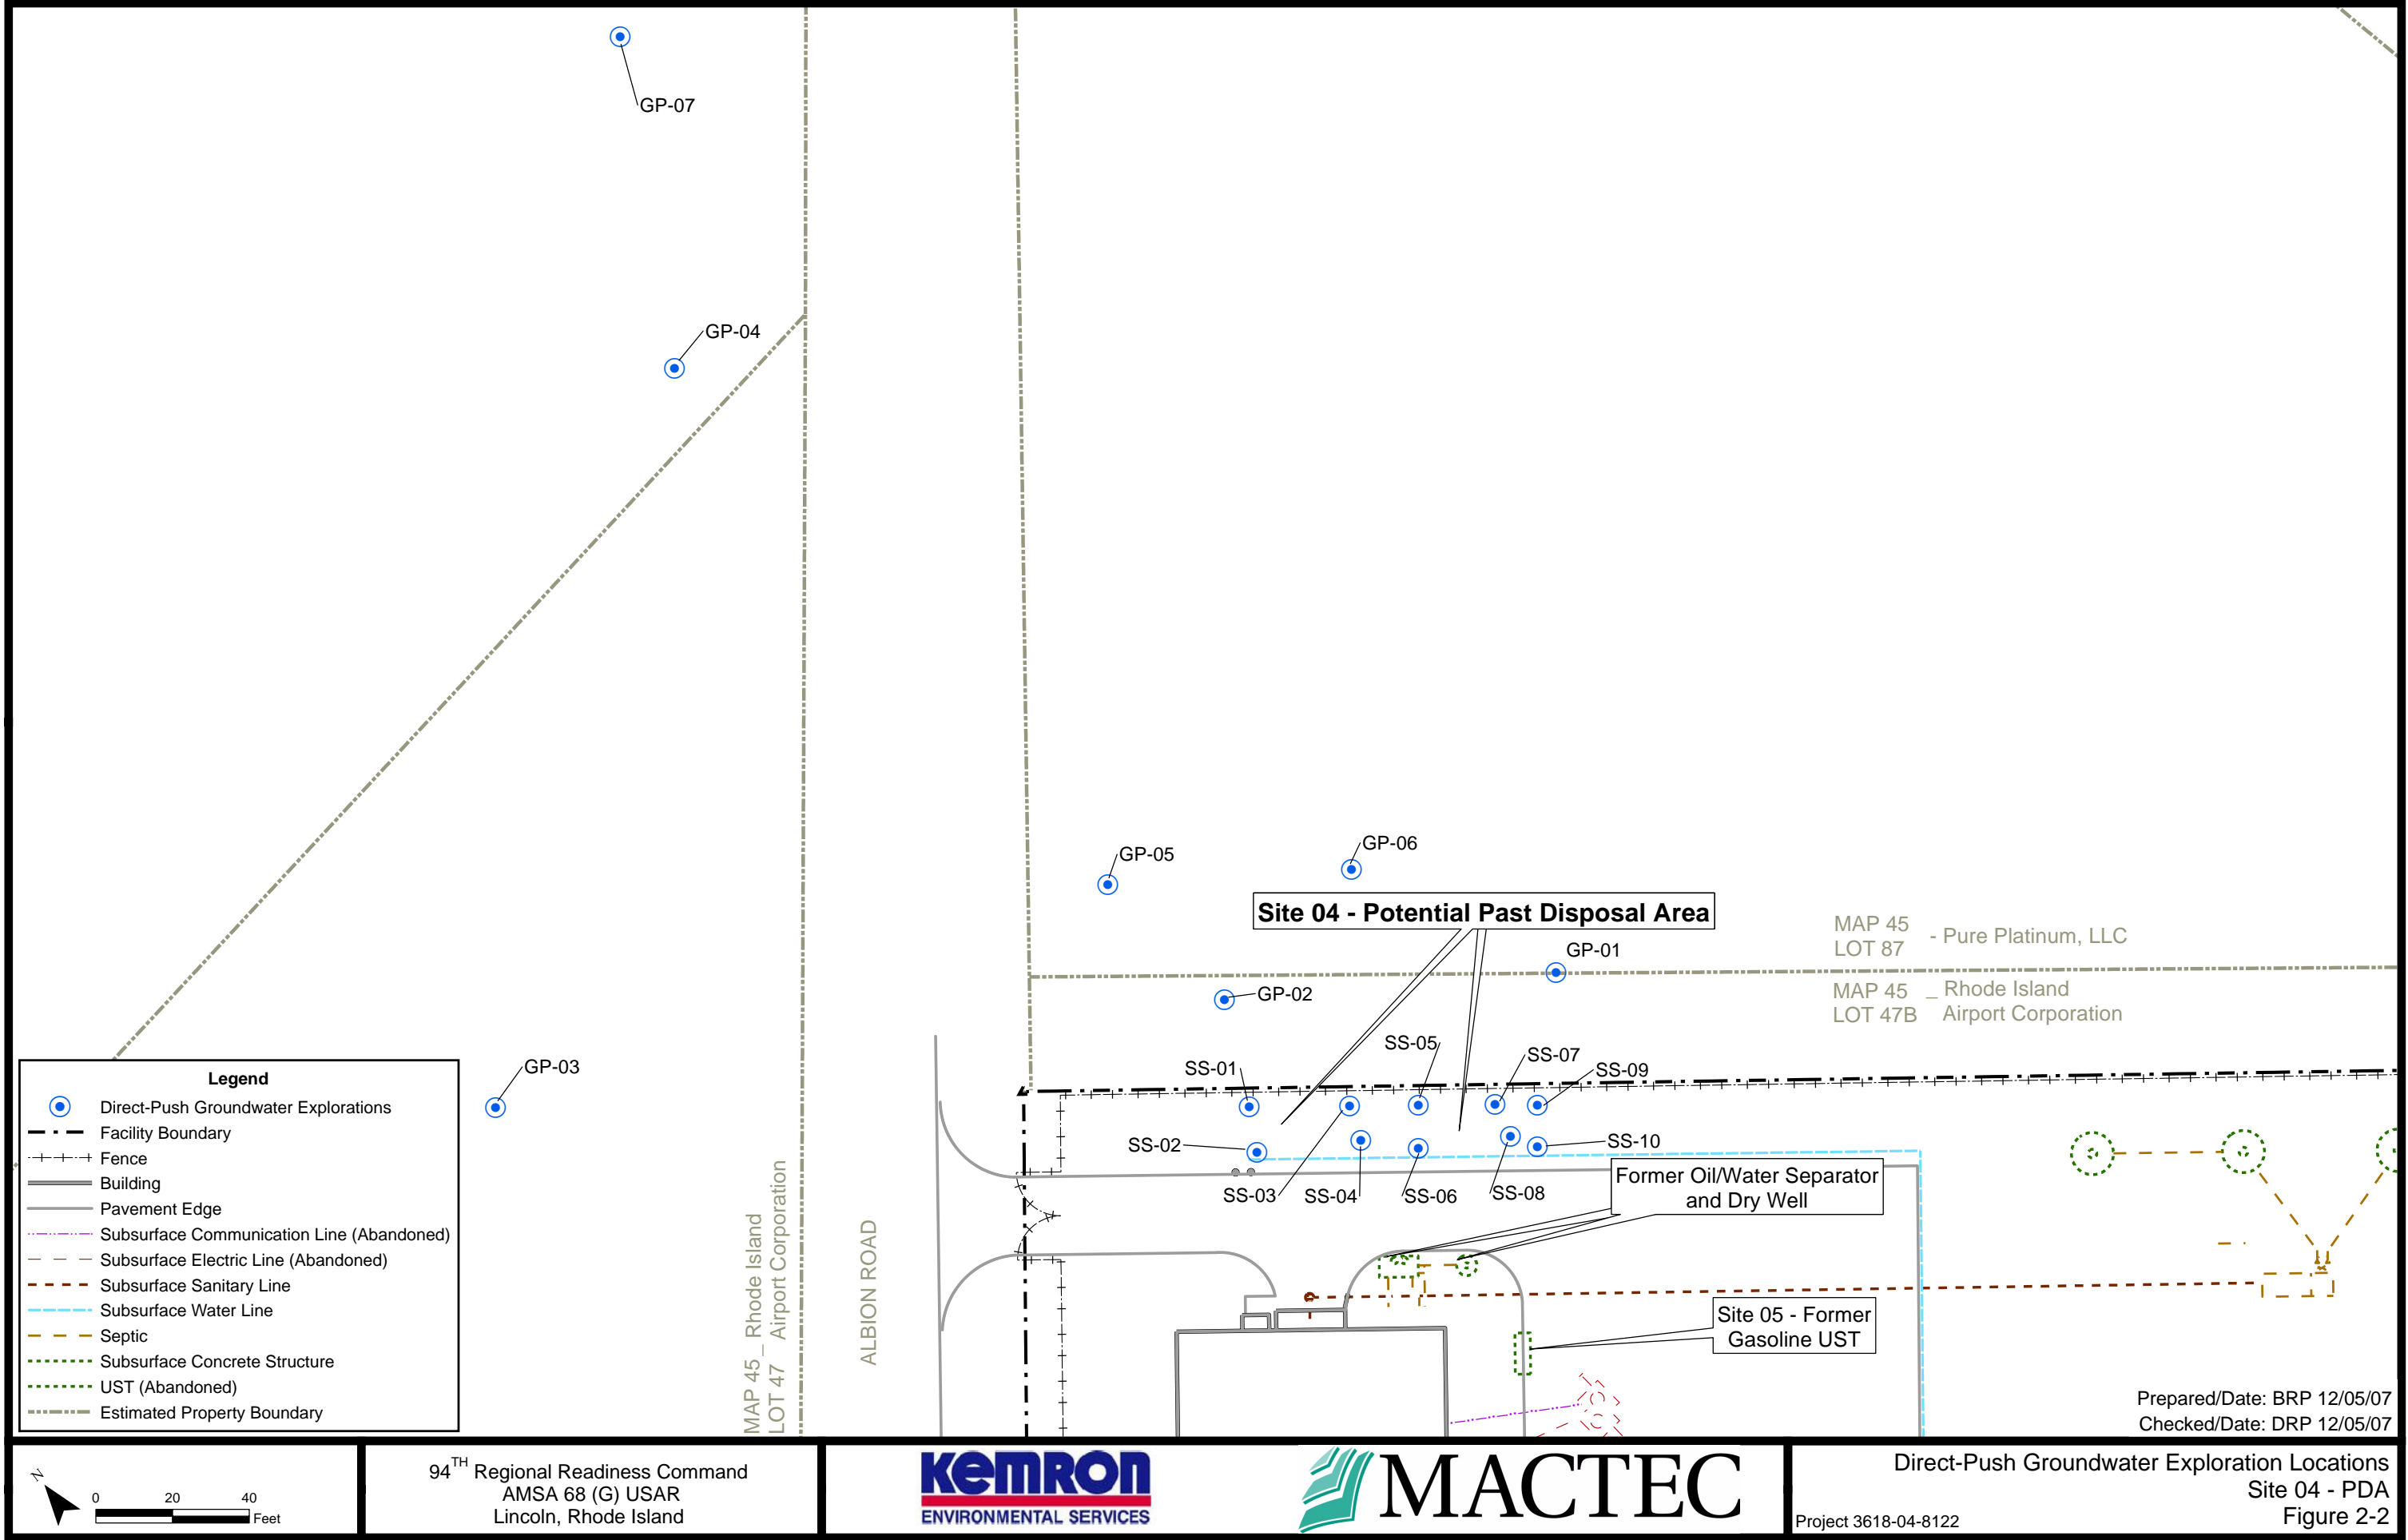 GP-07
GP-04
GP-05
GP-06
Site 04 - Potential Past Disposal Area
MAP 45
LOT 87 - Pure Platinum, LLC
GP-01
GP-02
MAP 45 _ Rhode Island
LOT 47B Airport Corporation
SS-05
SS-07
SS-01
SS-09
GP-03
SS-02
SS-10
SS-03
SS-04
SS-06
SS-08
Former Oil/Water Separator
and Dry Well
Site 05 - Former
Gasoline UST
MAP 45 _ Rhode Island
LOT 47 Airport Corporation
ALBION ROAD
Legend
Direct-Push Groundwater Explorations
Facility Boundary
Fence
Building
Pavement Edge
Subsurface Communication Line (Abandoned)
Subsurface Electric Line (Abandoned)
Subsurface Sanitary Line
Subsurface Water Line
Septic
Subsurface Concrete Structure
UST (Abandoned)
Estimated Property Boundary
Prepared/Date: BRP 12/05/07
Checked/Date: DRP 12/05/07
N
0 20 40
Feet
94TH Regional Readiness Command
AMSA 68 (G) USAR
Lincoln, Rhode Island
KEMRON
ENVIRONMENTAL SERVICES
MACTEC
Direct-Push Groundwater Exploration Locations
Site 04 - PDA
Figure 2-2
Project 3618-04-8122